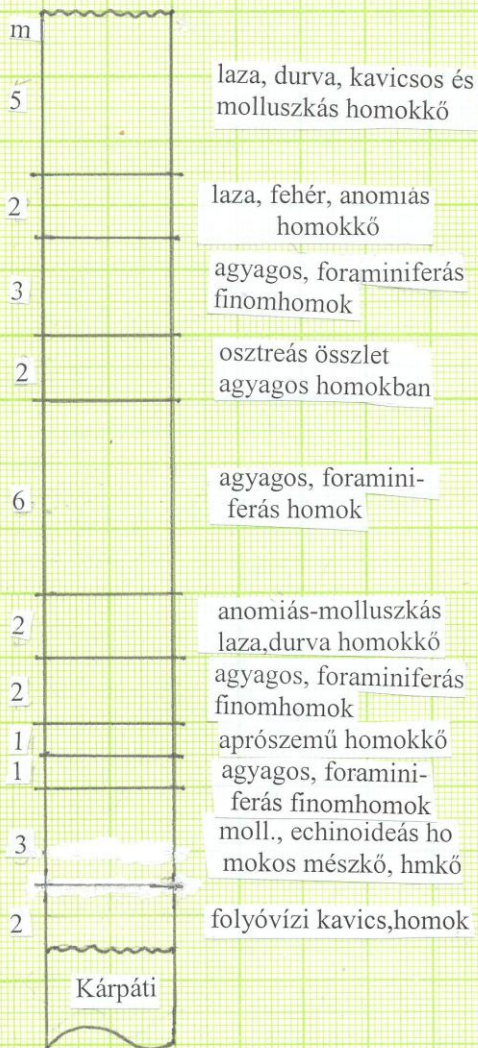 m
5
laza, durva, kavicsos és
molluszkás homokkő
2
laza, fehér, anomiás
homokkő
3
agyagos, foraminiferás
finomhomok
2
osztreás összlet
agyagos homokban
6
agyagos, foramini-
ferás homok
2
anomiás-molluszkás
laza,durva homokkő
2
agyagos, foraminiferás
finomhomok
1
aprószemű homokkő
1
agyagos, foramini-
ferás finomhomok
3
moll., echinoideás ho
mokos mészkő, hmkő
2
folyóvízi kavics,homok
Kárpáti